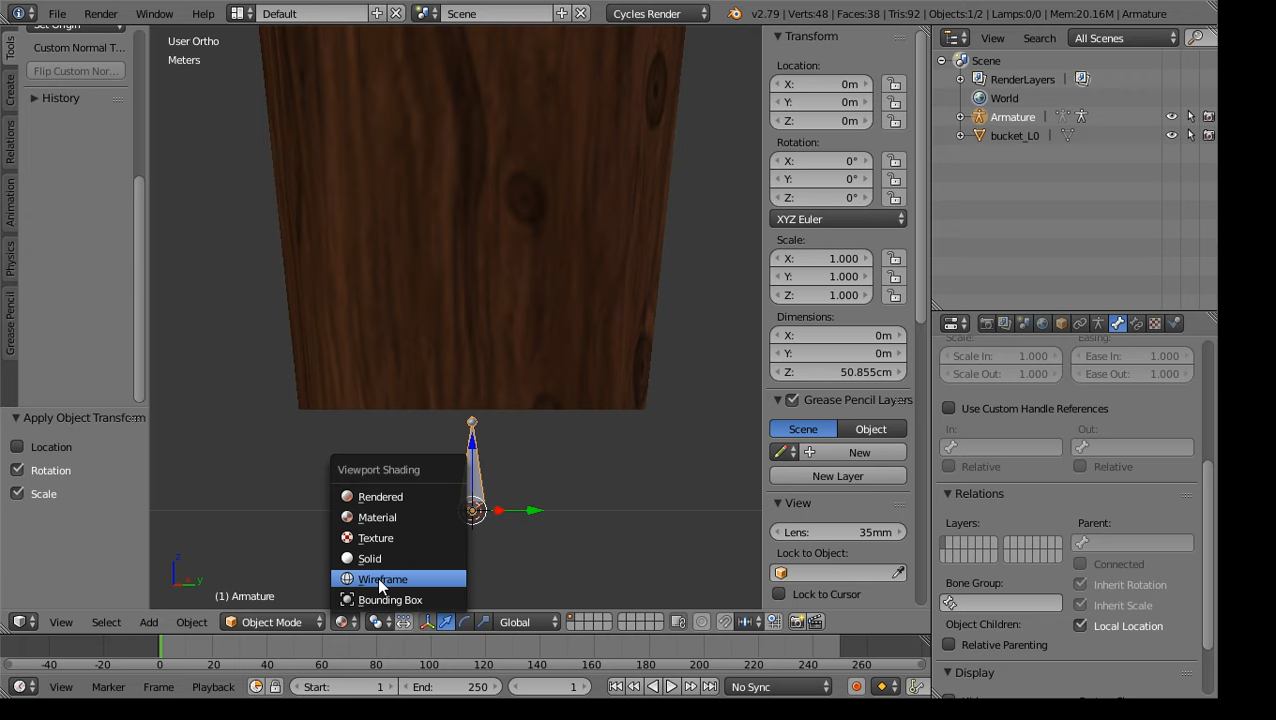 File Render Window Help Default Scene Cycles Render v2.79 | Verts:48 | Faces:38 | Tris:92 | Objects:1/2 | Lamps:0/0 | Mem:20.16M | Armature
Tools
Create
Relations
Animation
Physics
Grease Pencil
Custom Normal T...
Flip Custom Nor...
History
Apply Object Transform
Location
Rotation
Scale
User Ortho
Meters
Viewport Shading
Rendered
Material
Texture
Solid
Wireframe
Bounding Box
z
y
(1) Armature
Transform
Location:
X: 0m
Y: 0m
Z: 0m
Rotation:
X: 0°
Y: 0°
Z: 0°
XYZ Euler
Scale:
X: 1.000
Y: 1.000
Z: 1.000
Dimensions:
X: 0m
Y: 0m
Z: 50.855cm
Grease Pencil Layers
Scene Object
New
New Layer
View
Lens: 35mm
Lock to Object:
Lock to Cursor
View Search All Scenes
Scene
RenderLayers |
World
Armature |
bucket_L0 |
Scale: Easing:
Scale In: 1.000 Ease In: 1.000
Scale Out: 1.000 Ease Out: 1.000
Use Custom Handle References
In: Out:
Relative Relative
Relations
Layers: Parent:
Connected
Bone Group: Inherit Rotation
Inherit Scale
Object Children: Local Location
Relative Parenting
Display
View Select Add Object Object Mode Global
-40 -20 0 20 40 60 80 100 120 140 160 180 200 220 240 260
View Marker Frame Playback Start: 1 End: 250 1 No Sync